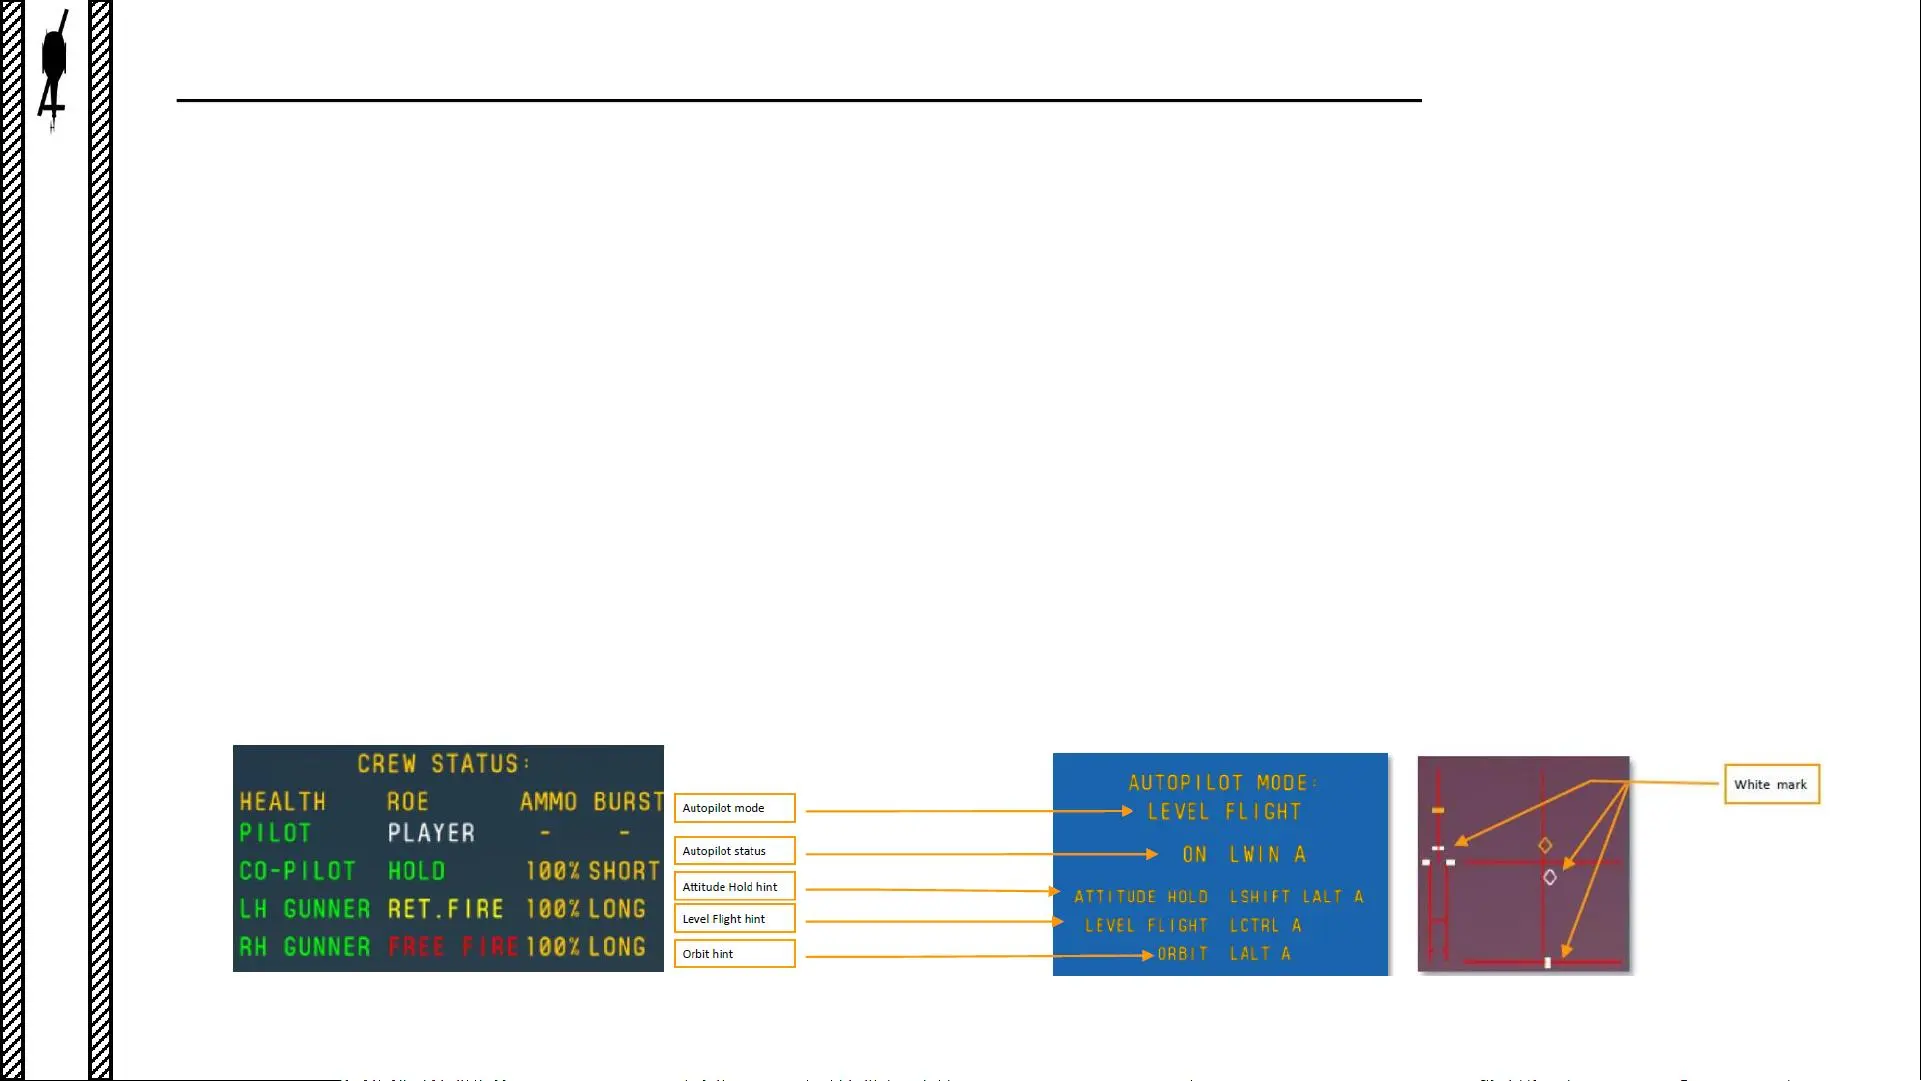 CREW STATUS:
HEALTH ROE AMMO BURST
PILOT PLAYER - -
CO-PILOT HOLD 100% SHORT
LH GUNNER RET.FIRE 100% LONG
RH GUNNER FREE FIRE 100% LONG
Autopilot mode
Autopilot status
Attitude Hold hint
Level Flight hint
Orbit hint
AUTOPILOT MODE:
LEVEL FLIGHT
ON LWIN A
ATTITUDE HOLD LSHIFT LALT A
LEVEL FLIGHT LCTRL A
ORBIT LALT A
White mark